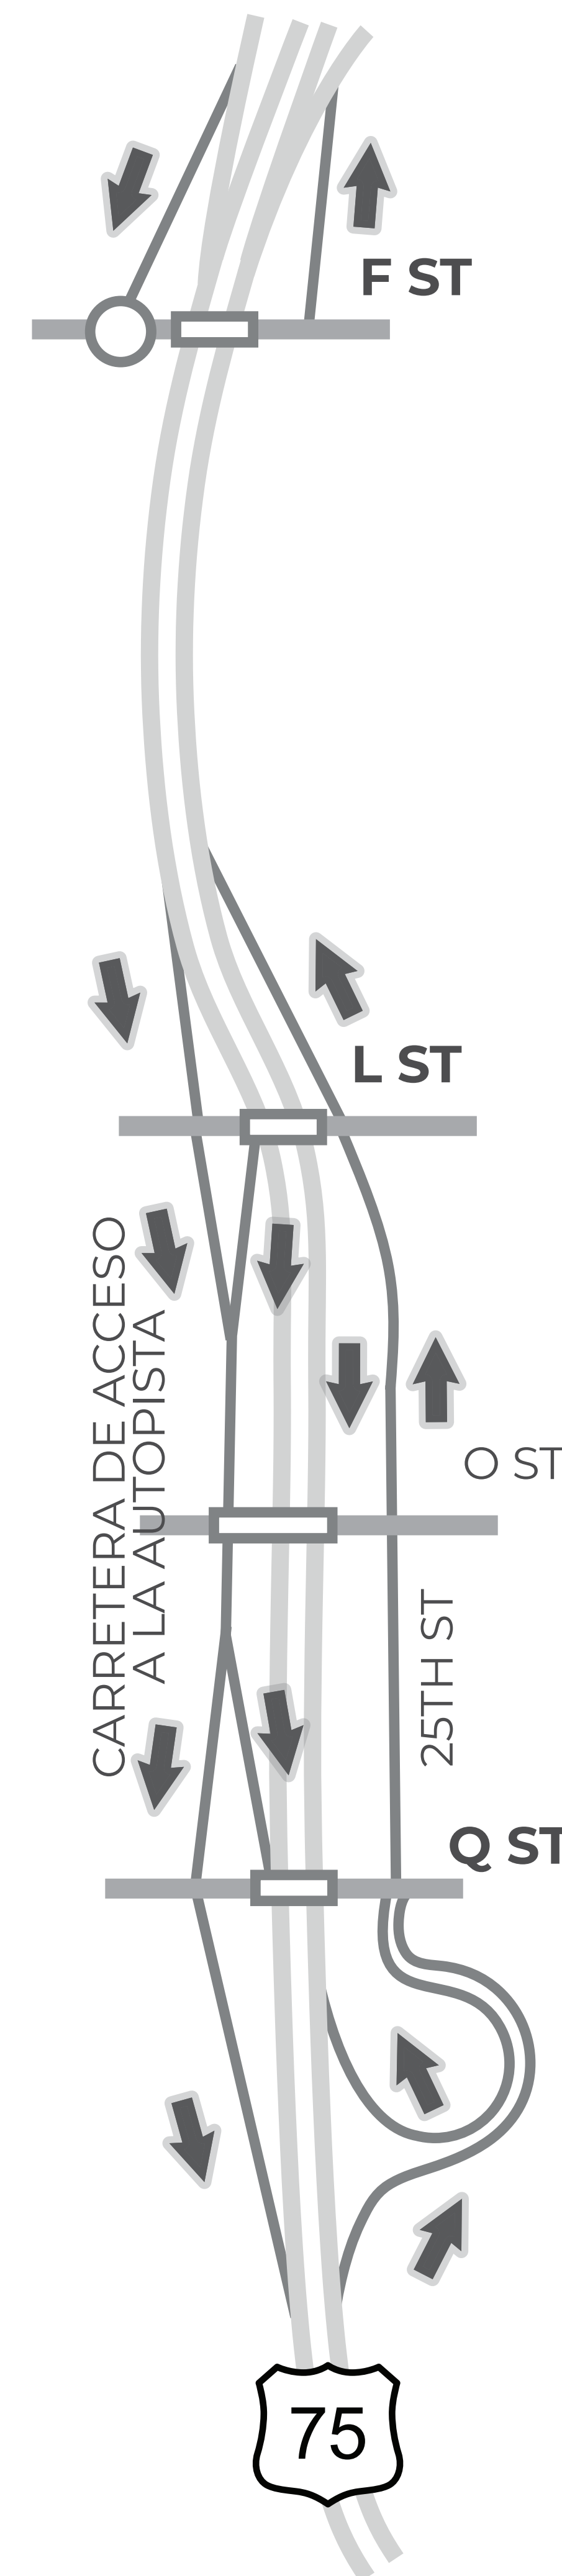 F ST
L ST
CARRETERA DE ACCESO
A LA AUTOPISTA
O ST
25TH ST
Q ST
75